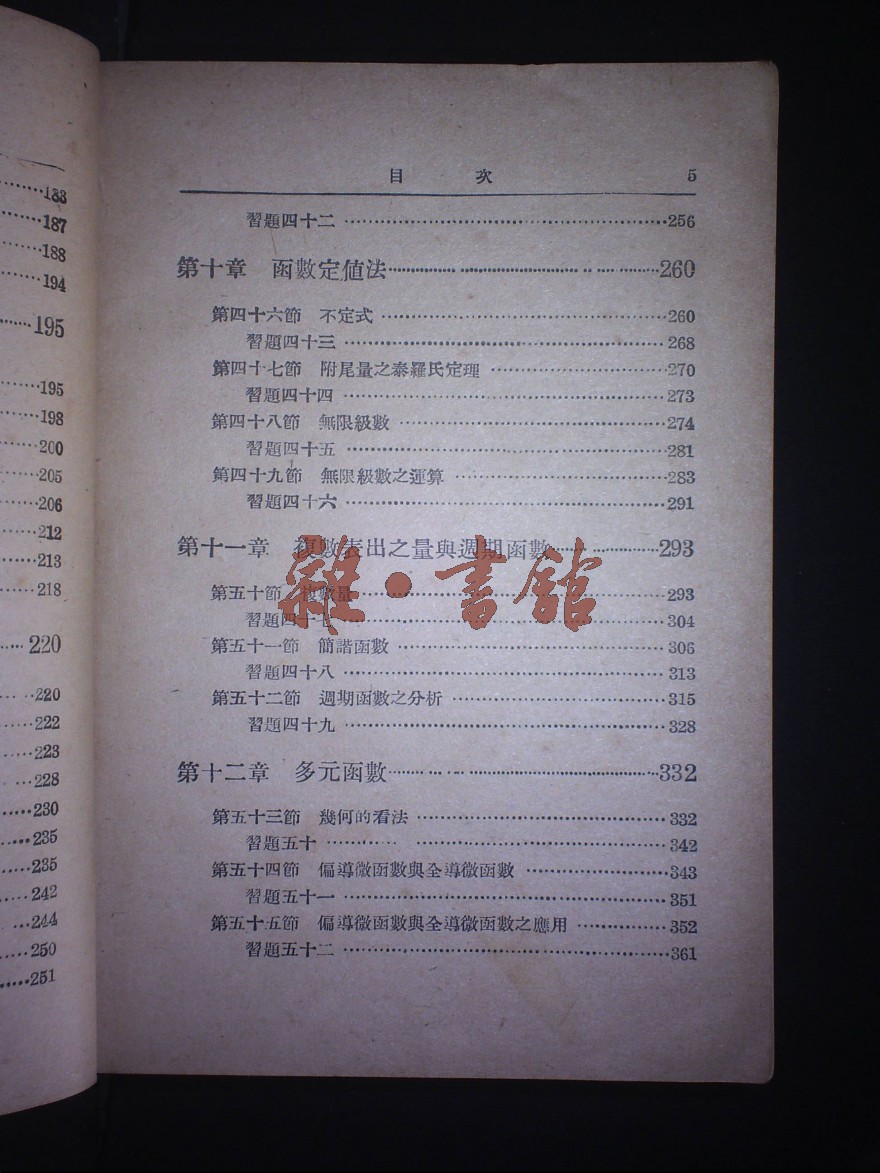 183
187
188
194
195
195
198
200
205
206
212
213
218
220
220
222
223
228
230
235
235
242
244
250
251
目 次 5
習題四十二 256
第十章 函數定値法 260
第四十六節 不定式 260
習題四十三 268
第四十七節 附尾量之泰羅氏定理 270
習題四十四 273
第四十八節 無限級數 274
習題四十五 281
第四十九節 無限級數之運算 283
習題四十六 291
第十一章 複數表出之量與週期函數 293
第五十節 複數量 293
習題四十七 304
第五十一節 簡諧函數 306
習題四十八 313
第五十二節 週期函數之分析 315
習題四十九 328
第十二章 多元函數 332
第五十三節 幾何的看法 332
習題五十 342
第五十四節 偏導微函數與全導微函數 343
習題五十一 351
第五十五節 偏導微函數與全導微函數之應用 352
習題五十二 361
雜·書館